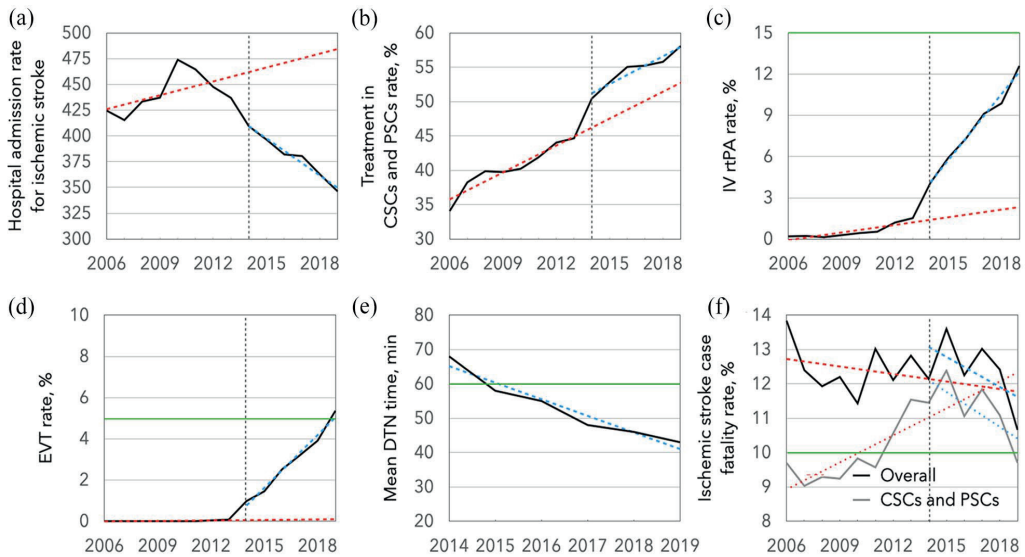 (a)
Hospital admission rate
for ischemic stroke
500
475
450
425
400
375
350
325
300
2006 2009 2012 2015 2018
(b)
Treatment in
CSCs and PSCs rate, %
60
55
50
45
40
35
30
2006 2009 2012 2015 2018
(c)
IV rtPA rate, %
15
12
9
6
3
0
2006 2009 2012 2015 2018
(d)
EVT rate, %
10
8
6
4
2
0
2006 2009 2012 2015 2018
(e)
Mean DTN time, min
90
80
70
60
50
40
30
20
2014 2015 2016 2017 2018 2019
(f)
Ischemic stroke case
fatality rate, %
14
13
12
11
10
9
8
Overall
CSCs and PSCs
2006 2009 2012 2015 2018